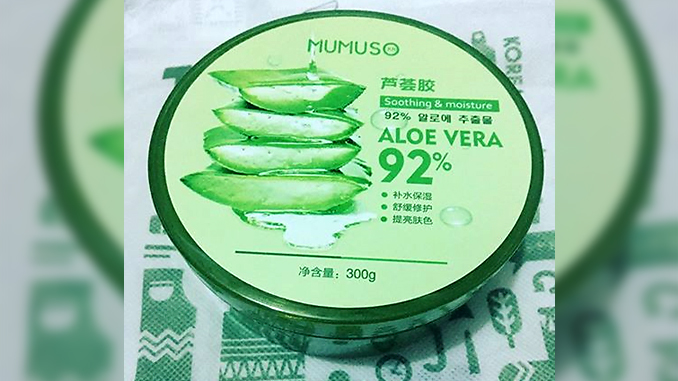 MUMUSO
芦荟胶
Soothing & moisture
92% 알로에 추출물
ALOE VERA
92%
补水保湿
舒缓修护
提亮肤色
净含量：300g
KOREA